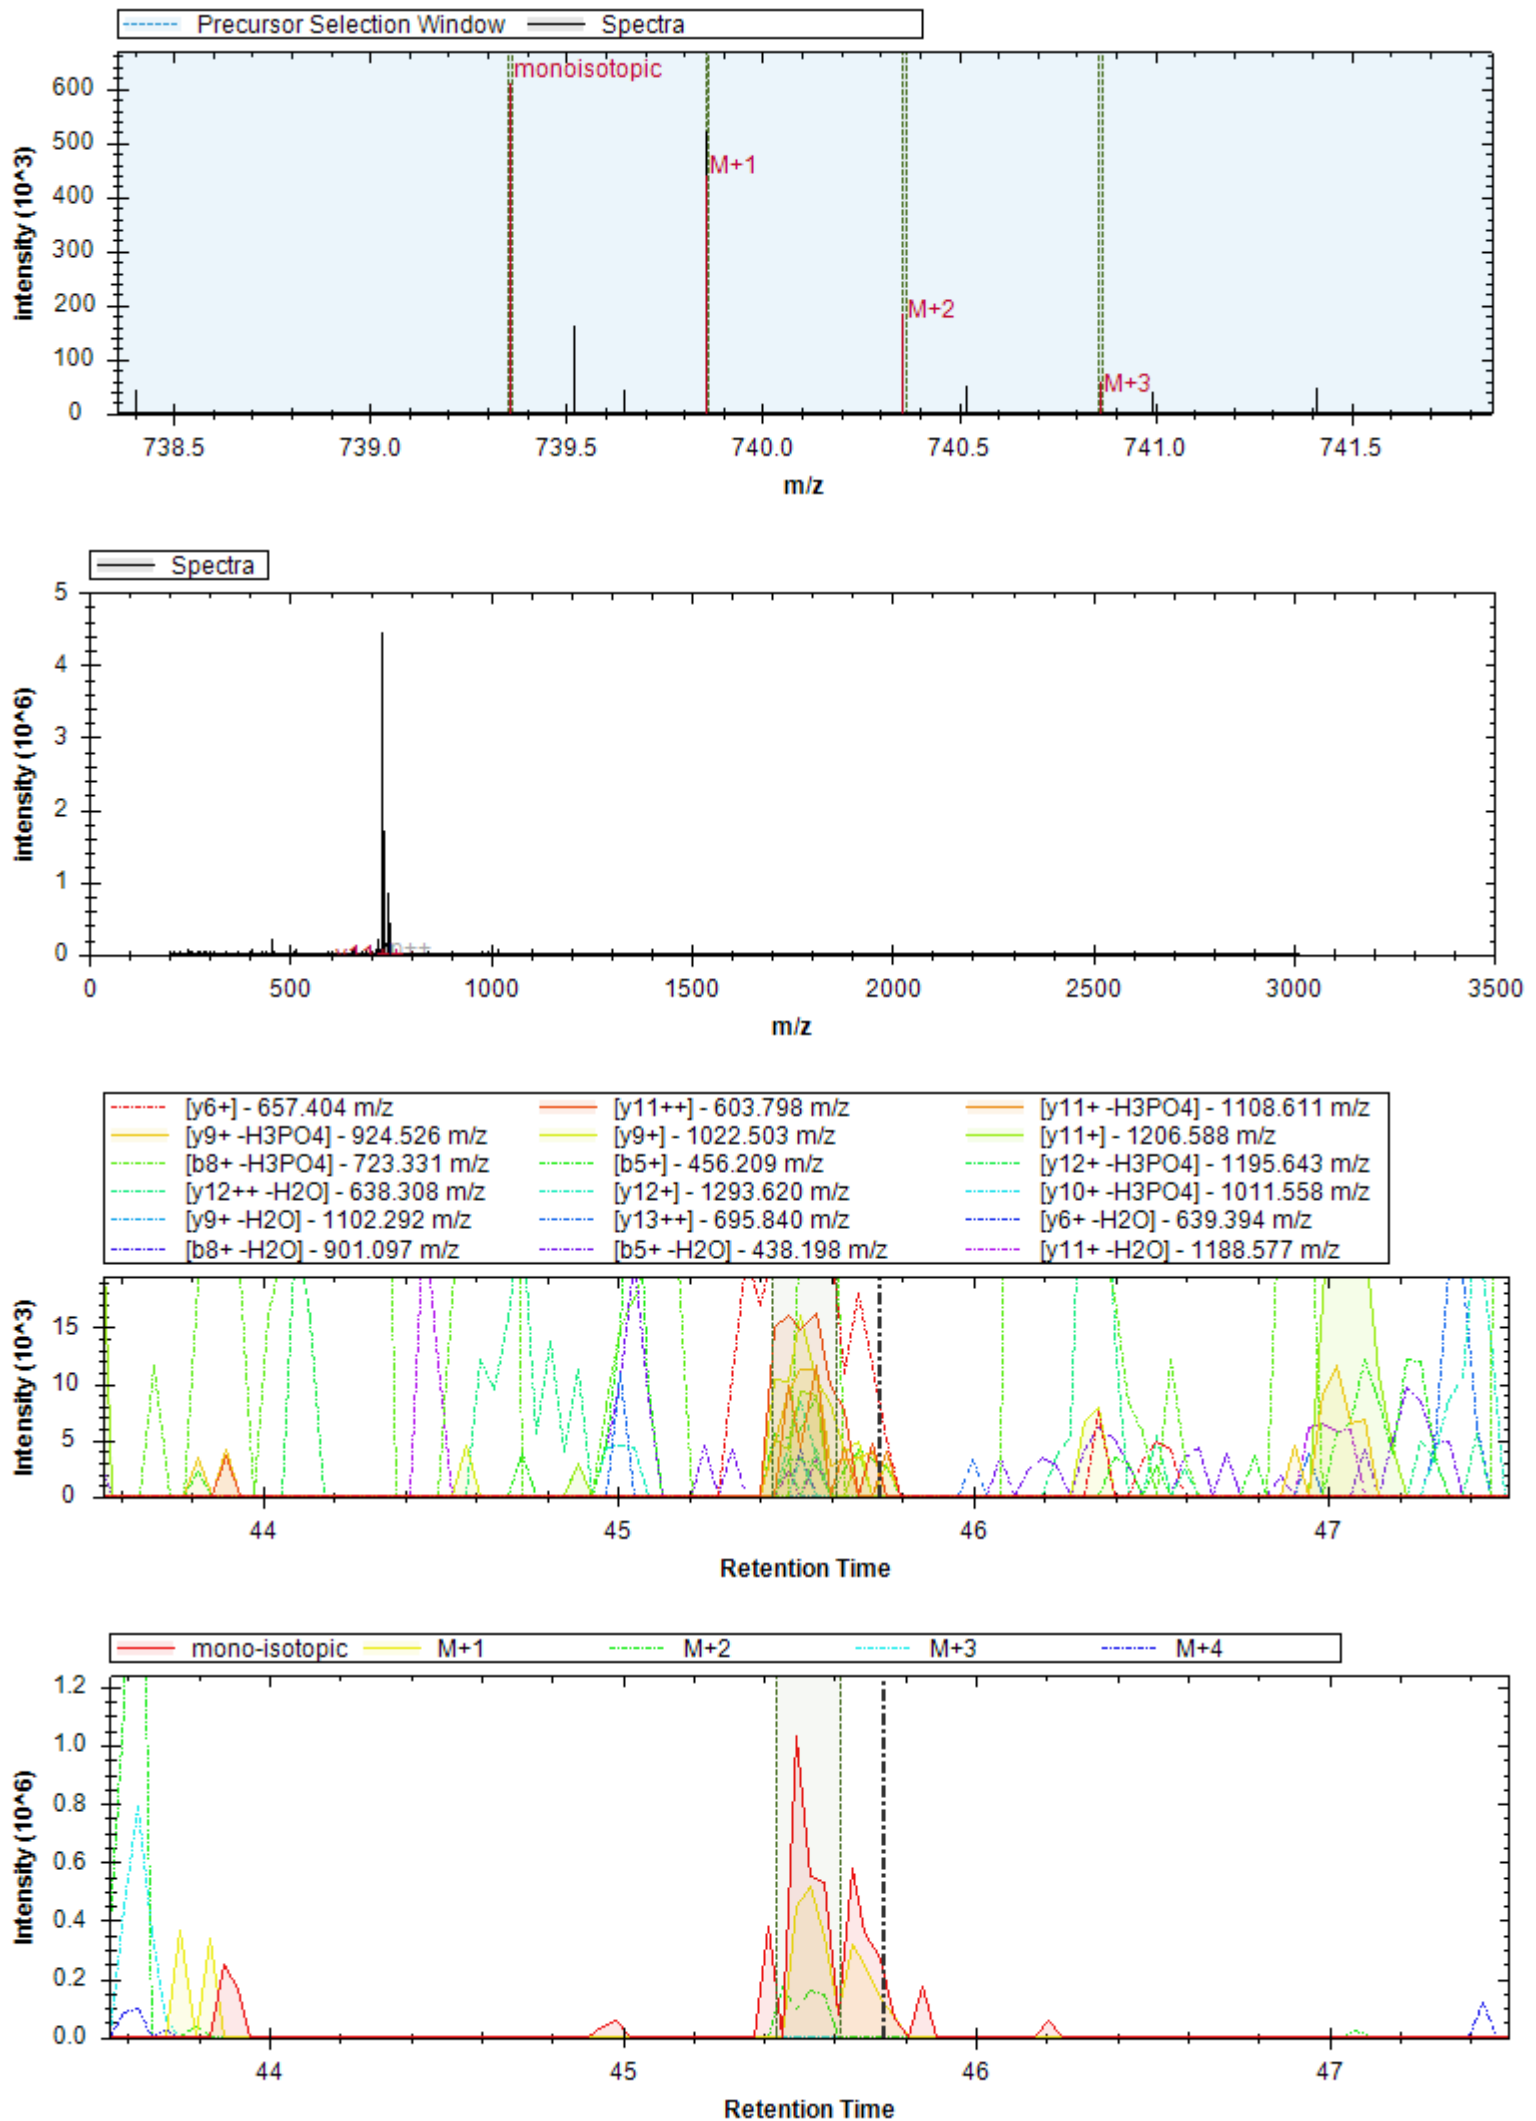 Precursor Selection Window Spectra
monoisotopic
M+1
M+2
M+3
600
500
400
300
200
100
0
intensity (10^3)
738.5 739.0 739.5 740.0 740.5 741.0 741.5
m/z
Spectra
5
4
3
2
1
0
intensity (10^6)
0 500 1000 1500 2000 2500 3000 3500
m/z
[y6+] - 657.404 m/z [y11++] - 603.798 m/z [y11+ -H3PO4] - 1108.611 m/z
[y9+ -H3PO4] - 924.526 m/z [y9+] - 1022.503 m/z [y11+] - 1206.588 m/z
[b8+ -H3PO4] - 723.331 m/z [b5+] - 456.209 m/z [y12+ -H3PO4] - 1195.643 m/z
[y12++ -H2O] - 638.308 m/z [y12+] - 1293.620 m/z [y10+ -H3PO4] - 1011.558 m/z
[y9+ -H2O] - 1102.292 m/z [y13++] - 695.840 m/z [y6+ -H2O] - 639.394 m/z
[b8+ -H2O] - 901.097 m/z [b5+ -H2O] - 438.198 m/z [y11+ -H2O] - 1188.577 m/z
15
10
5
0
Intensity (10^3)
44 45 46 47
Retention Time
mono-isotopic M+1 M+2 M+3 M+4
1.2
1.0
0.8
0.6
0.4
0.2
0.0
Intensity (10^6)
44 45 46 47
Retention Time